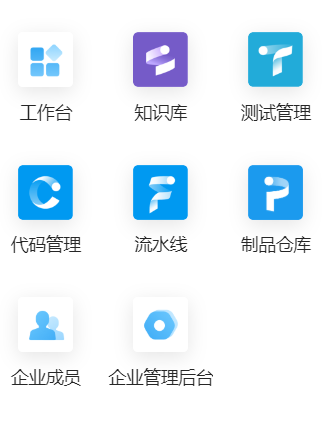 工作台
知识库
测试管理
代码管理
流水线
制品仓库
企业成员
企业管理后台